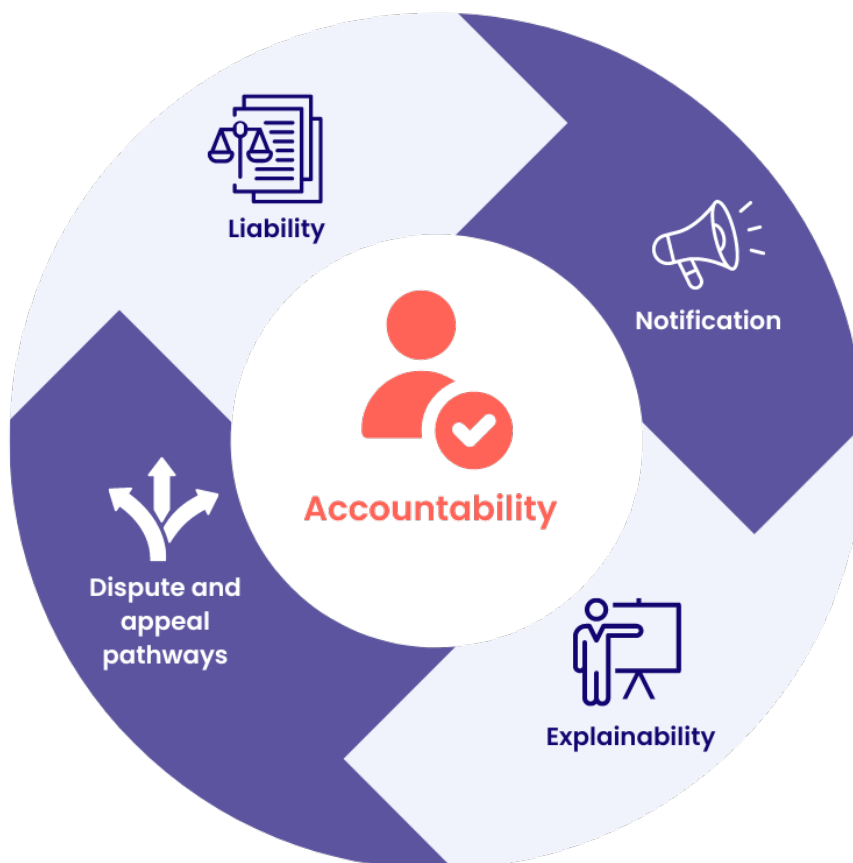 Liability
Notification
Accountability
Dispute and
appeal
pathways
Explainability